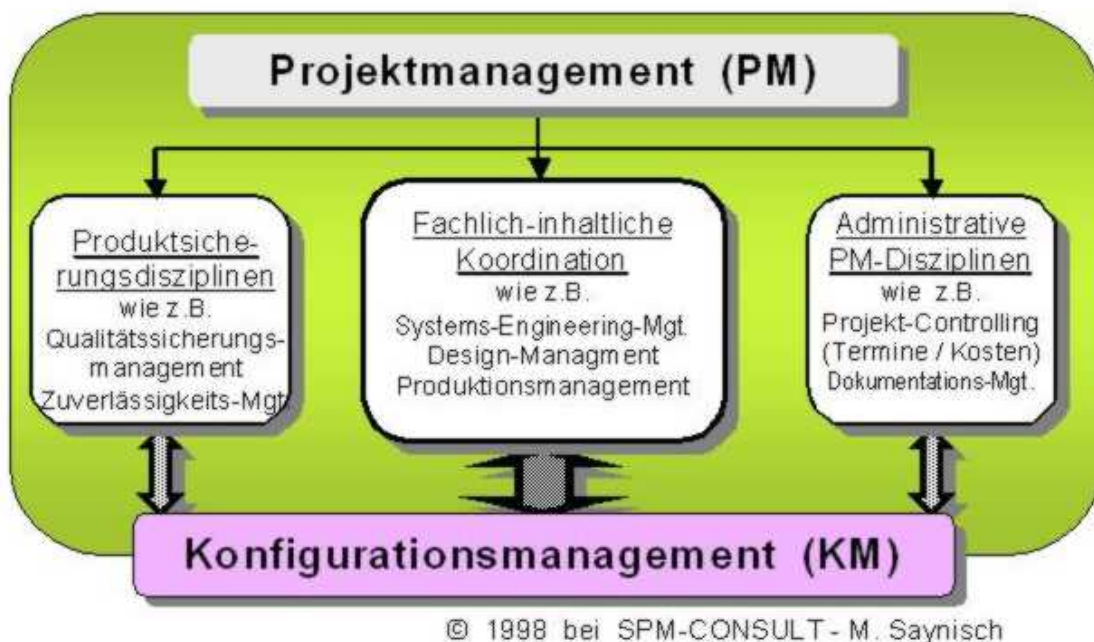 Projektmanagement (PM)
Produktsiche-
rungsdisziplinen
wie z.B.
Qualitätssicherungs-
management
Zuverlässigkeits-Mgt.
Fachlich-inhaltliche
Koordination
wie z.B.
Systems-Engineering-Mgt.
Design-Managment
Produktionsmanagement
Administrative
PM-Disziplinen
wie z.B.
Projekt-Controlling
(Termine / Kosten)
Dokumentations-Mgt.
Konfigurationsmanagement (KM)
© 1998 bei SPM-CONSULT - M. Saynisch